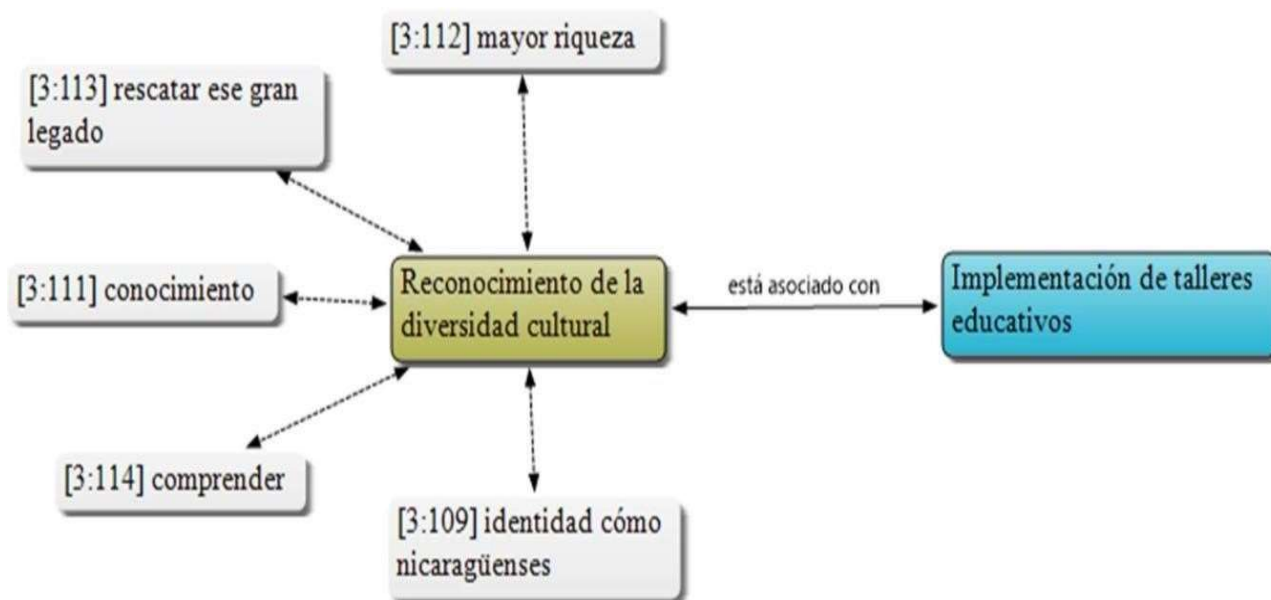 [3:112] mayor riqueza
[3:113] rescatar ese gran
legado
[3:111] conocimiento
Reconocimiento de la
diversidad cultural
está asociado con
Implementación de talleres
educativos
[3:114] comprender
[3:109] identidad cómo
nicaragüenses